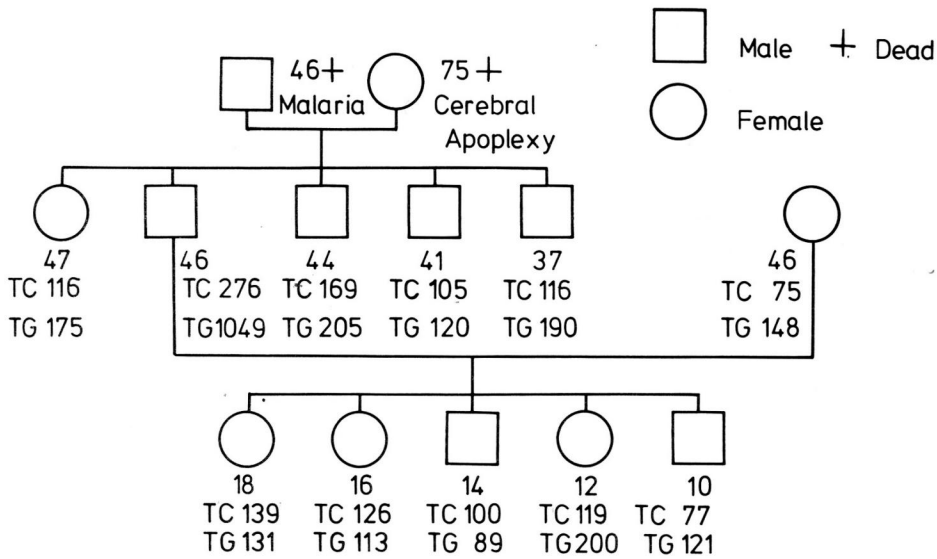 Male + Dead
46+ 75+
Malaria Cerebral
Apoplexy
Female
47 46 44 41 37 46
TC 116 TC 276 TC 169 TC 105 TC 116 TC 75
TG 175 TG1049 TG 205 TG 120 TG 190 TG 148
18 16 14 12 10
TC 139 TC 126 TC 100 TC 119 TC 77
TG 131 TG 113 TG 89 TG 200 TG 121